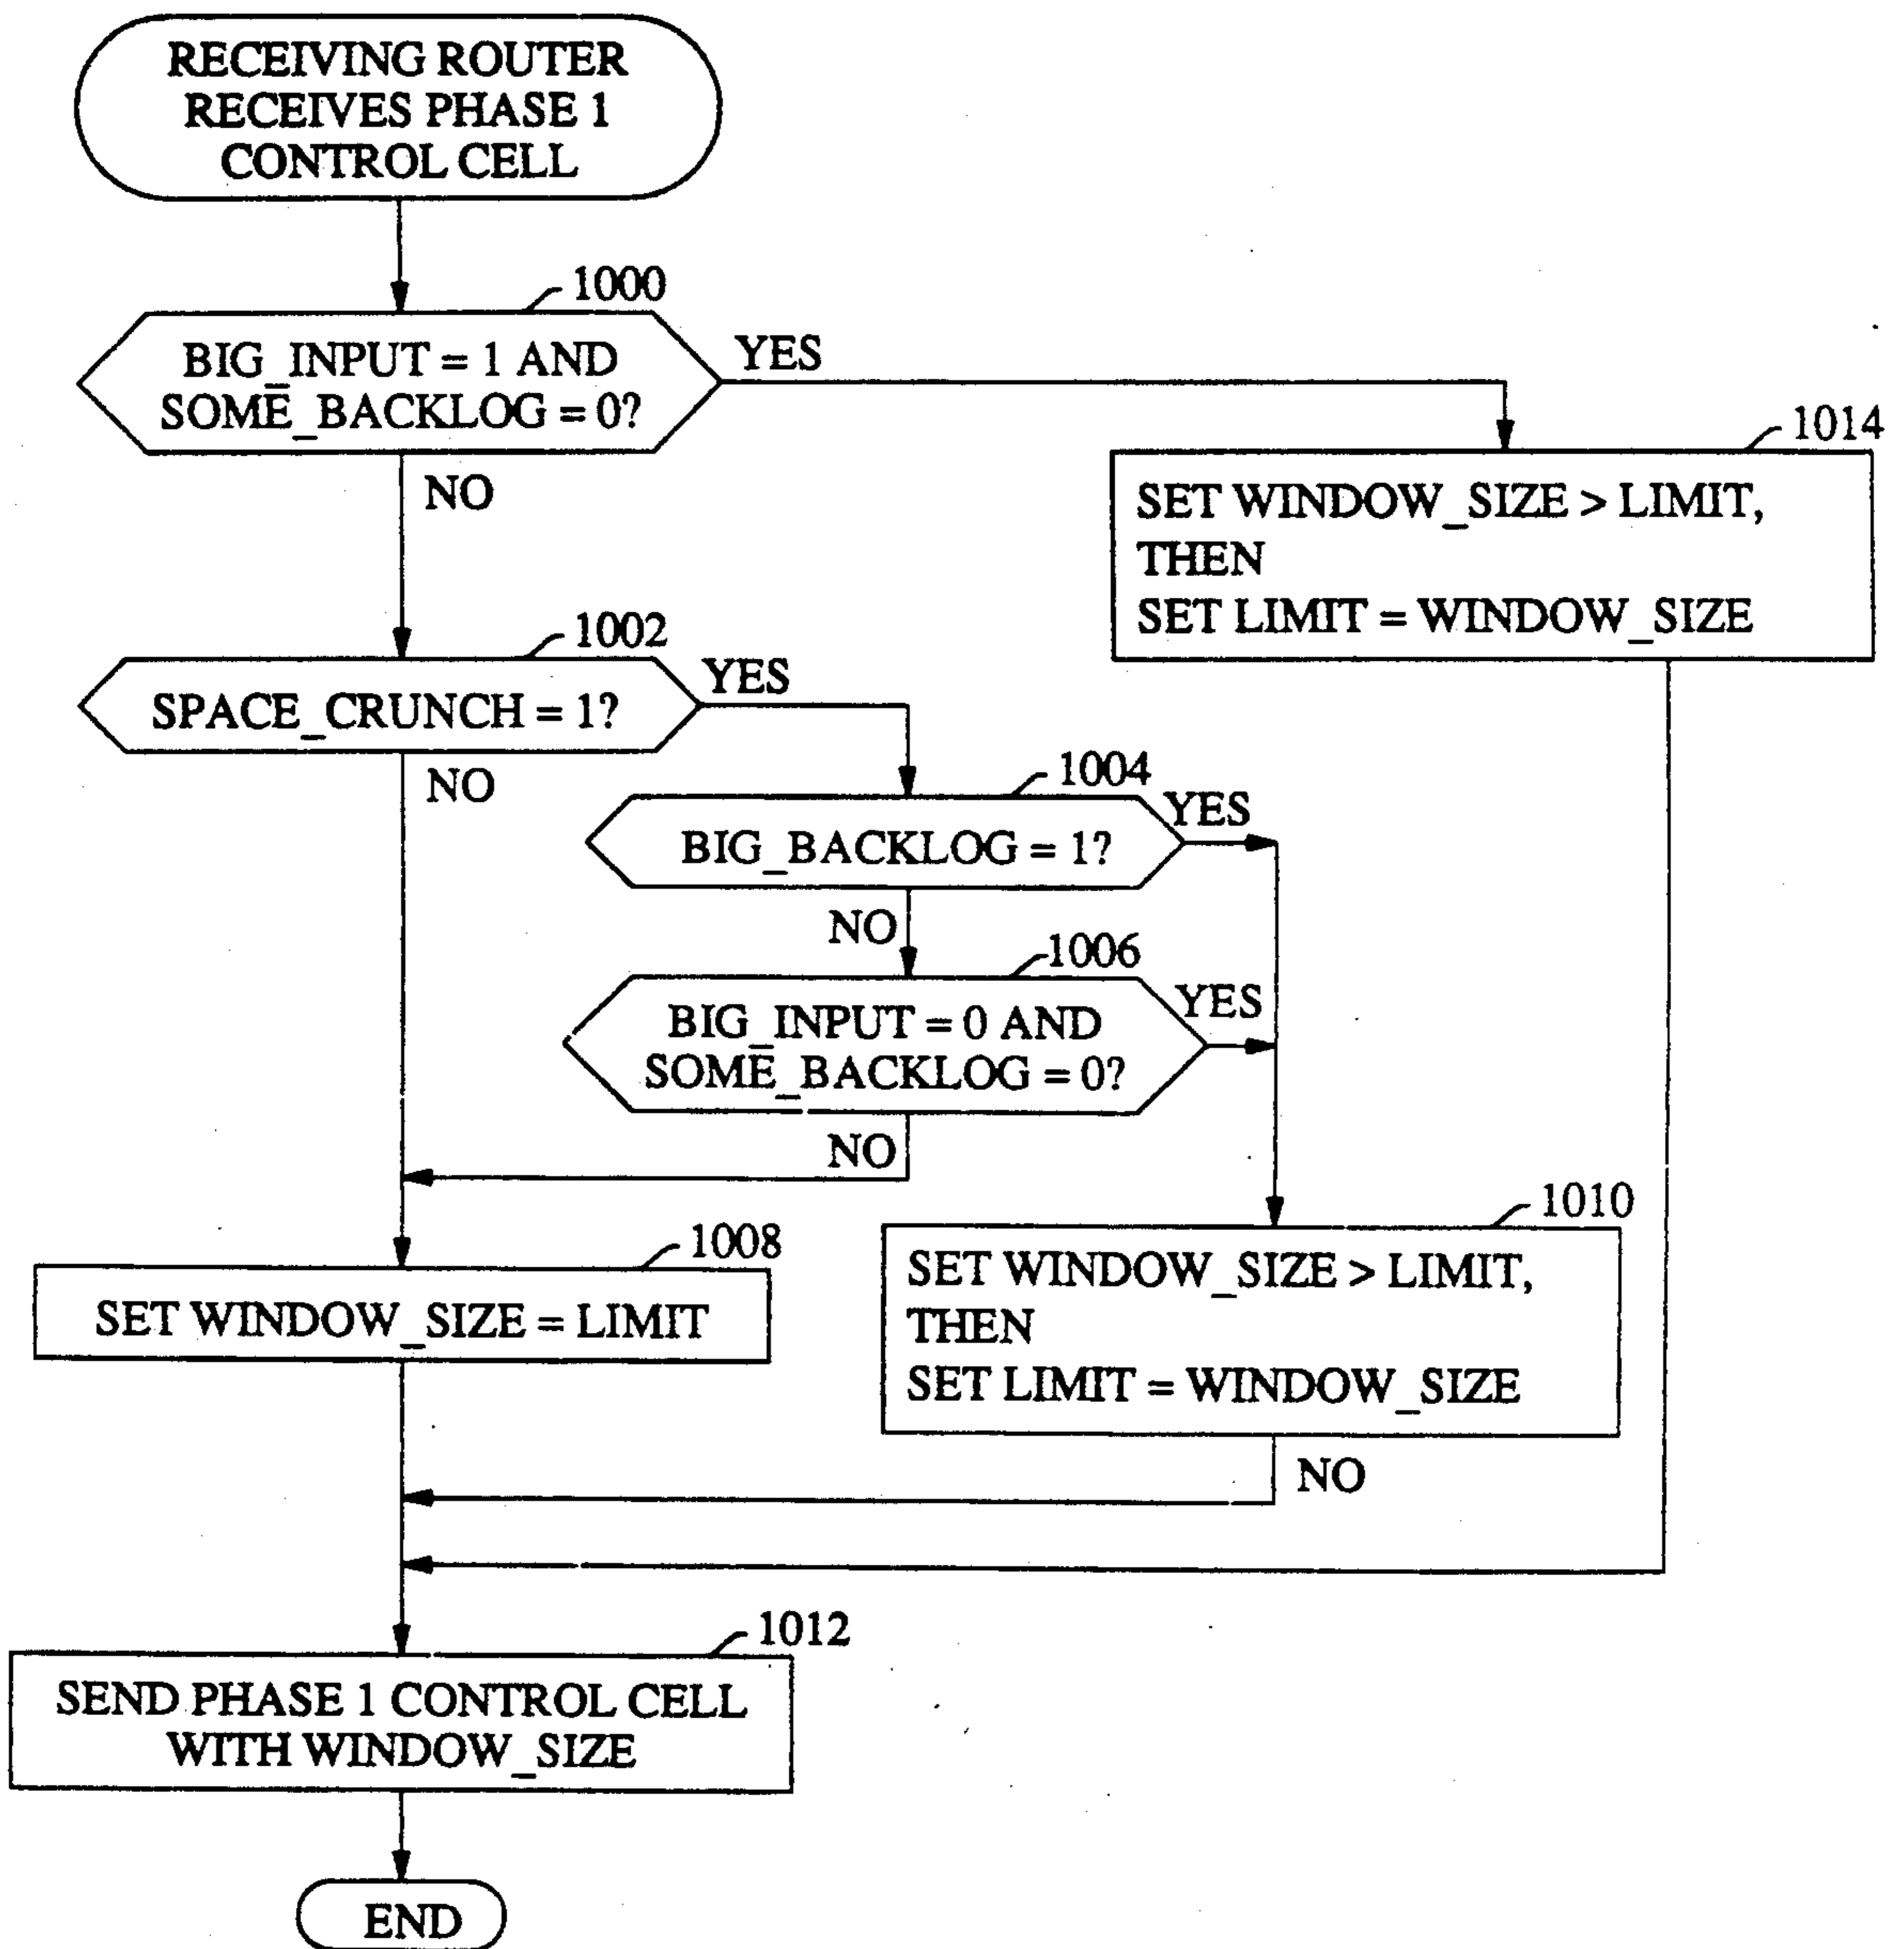 RECEIVING ROUTER
RECEIVES PHASE 1
CONTROL CELL
1000
BIG_INPUT = 1 AND
SOME_BACKLOG = 0?
YES
NO
1014
SET WINDOW_SIZE > LIMIT,
THEN
SET LIMIT = WINDOW_SIZE
1002
SPACE_CRUNCH = 1?
YES
NO
1004
BIG_BACKLOG = 1?
YES
NO
1006
BIG_INPUT = 0 AND
SOME_BACKLOG = 0?
YES
NO
1008
SET WINDOW_SIZE = LIMIT
1010
SET WINDOW_SIZE > LIMIT,
THEN
SET LIMIT = WINDOW_SIZE
NO
1012
SEND PHASE 1 CONTROL CELL
WITH WINDOW_SIZE
END